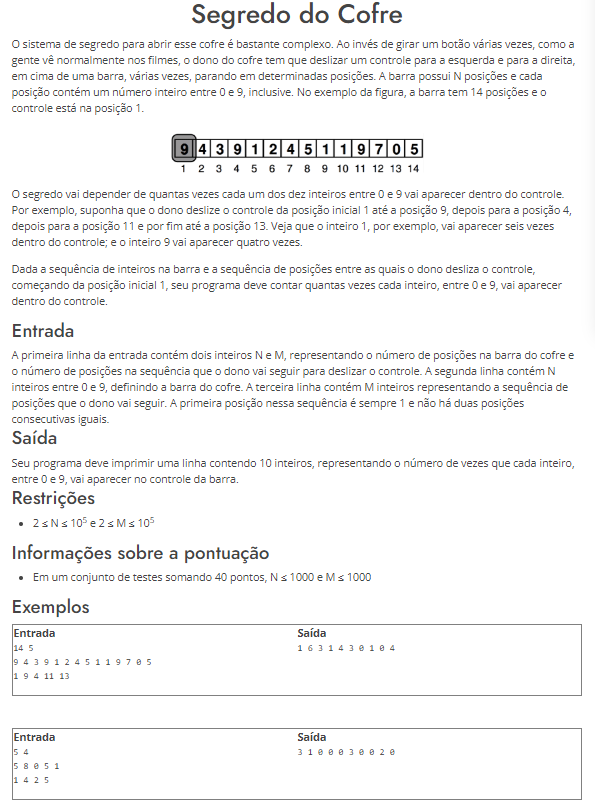 Segredo do Cofre
O sistema de segredo para abrir esse cofre é bastante complexo. Ao invés de girar um botão várias vezes, como a
gente vê normalmente nos filmes, o dono do cofre tem que deslizar um controle para a esquerda e para a direita,
em cima de uma barra, várias vezes, parando em determinadas posições. A barra possui N posições e cada
posição contém um número inteiro entre 0 e 9, inclusive. No exemplo da figura, a barra tem 14 posições e o
controle está na posição 1.
9 4 3 9 1 2 4 5 1 1 9 7 0 5
1 2 3 4 5 6 7 8 9 10 11 12 13 14
O segredo vai depender de quantas vezes cada um dos dez inteiros entre 0 e 9 vai aparecer dentro do controle.
Por exemplo, suponha que o dono deslize o controle da posição inicial 1 até a posição 9, depois para a posição 4,
depois para a posição 11 e por fim até a posição 13. Veja que o inteiro 1, por exemplo, vai aparecer seis vezes
dentro do controle; e o inteiro 9 vai aparecer quatro vezes.
Dada a sequência de inteiros na barra e a sequência de posições entre as quais o dono desliza o controle,
começando da posição inicial 1, seu programa deve contar quantas vezes cada inteiro, entre 0 e 9, vai aparecer
dentro do controle.
Entrada
A primeira linha da entrada contém dois inteiros N e M, representando o número de posições na barra do cofre e
o número de posições na sequência que o dono vai seguir para deslizar o controle. A segunda linha contém N
inteiros entre 0 e 9, definindo a barra do cofre. A terceira linha contém M inteiros representando a sequência de
posições que o dono vai seguir. A primeira posição nessa sequência é sempre 1 e não há duas posições
consecutivas iguais.
Saída
Seu programa deve imprimir uma linha contendo 10 inteiros, representando o número de vezes que cada inteiro,
entre 0 e 9, vai aparecer no controle da barra.
Restrições
• 2 ≤ N ≤ 10⁵ e 2 ≤ M ≤ 10⁵
Informações sobre a pontuação
• Em um conjunto de testes somando 40 pontos, N ≤ 1000 e M ≤ 1000
Exemplos
Entrada Saída
14 5 1 6 3 1 4 3 0 1 0 4
9 4 3 9 1 2 4 5 1 1 9 7 0 5
1 9 4 11 13
Entrada Saída
5 4 3 1 0 0 0 3 0 0 2 0
5 8 0 5 1
1 4 2 5